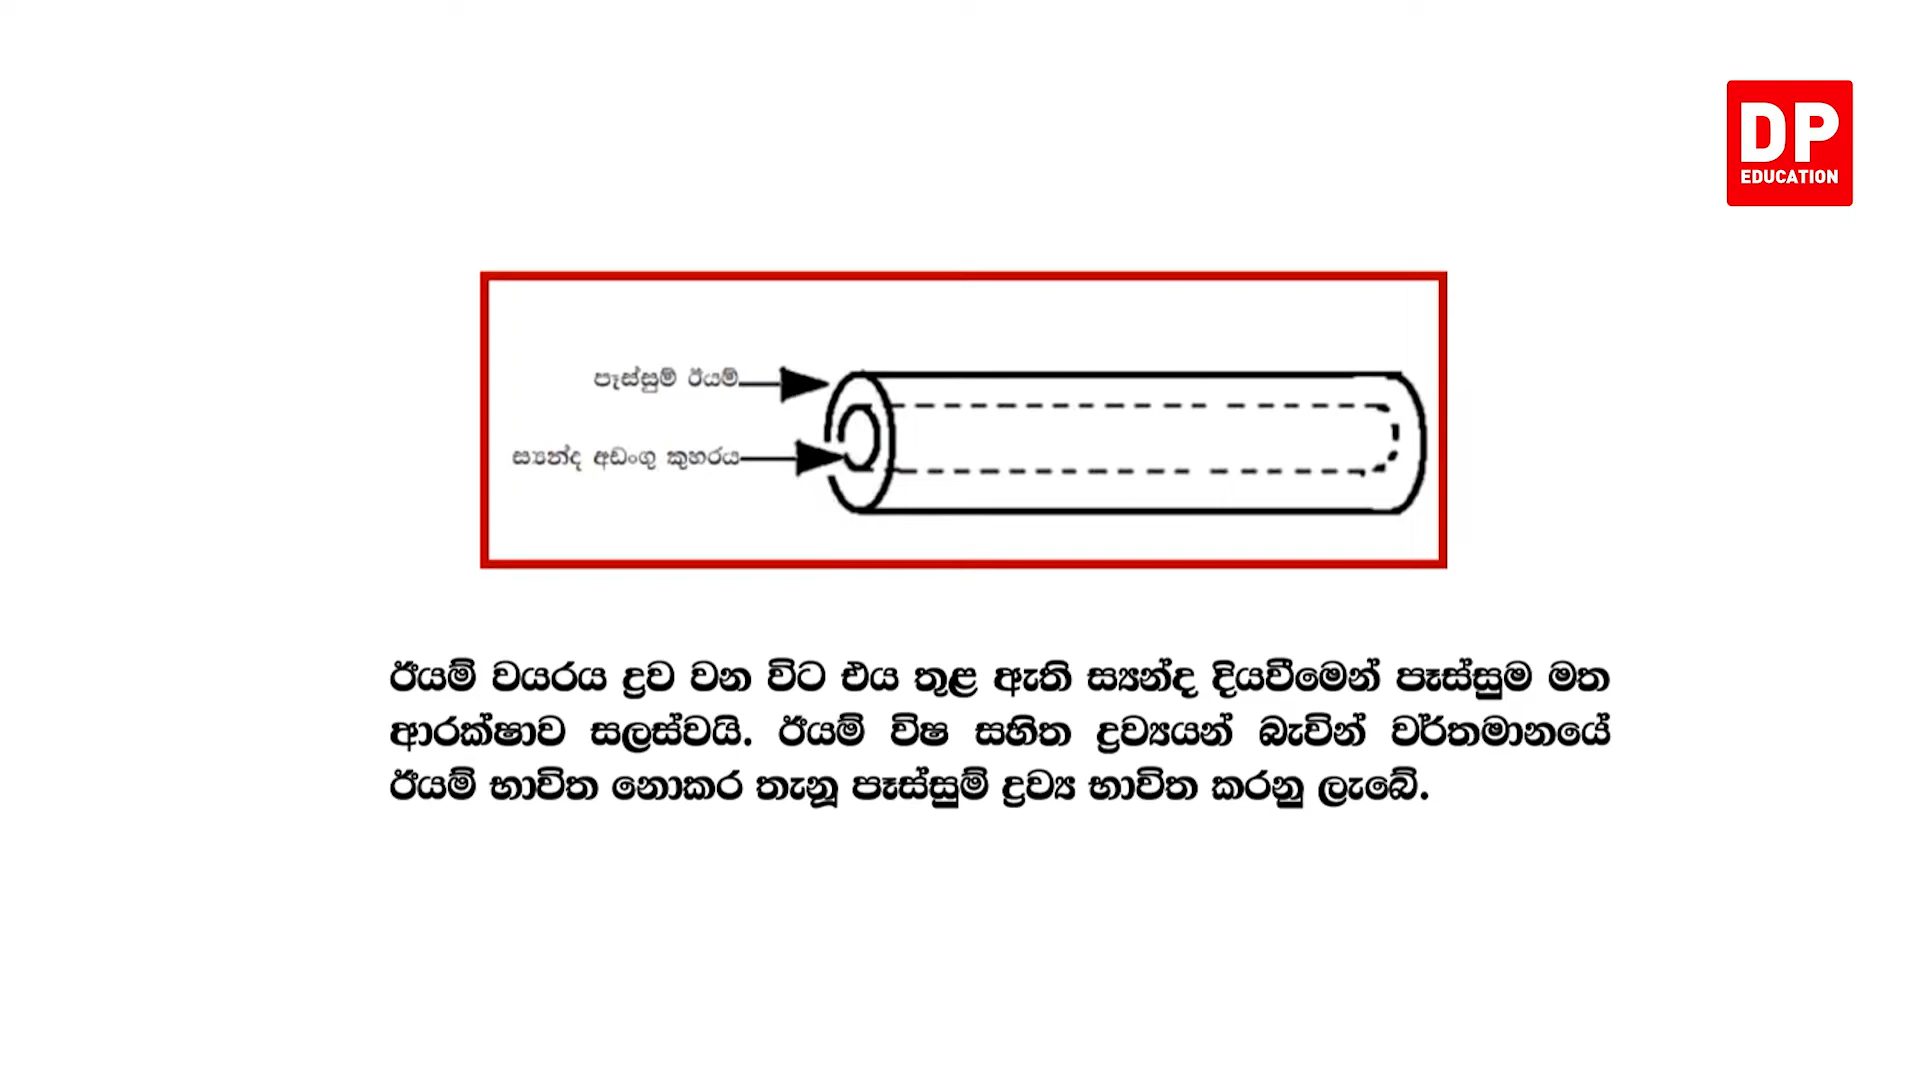 DP
EDUCATION
පෑස්සුම් ඊයම්
ස්‍යන්ද අඩංගු කුහරය
ඊයම් වයරය ද්‍රව වන විට එය තුළ ඇති ස්‍යන්ද දියවීමෙන් පෑස්සුම මත
ආරක්ෂාව සලස්වයි. ඊයම් විෂ සහිත ද්‍රව්‍යයන් බැවින් වර්තමානයේ
ඊයම් භාවිත නොකර තැනූ පෑස්සුම් ද්‍රව්‍ය භාවිත කරනු ලැබේ.